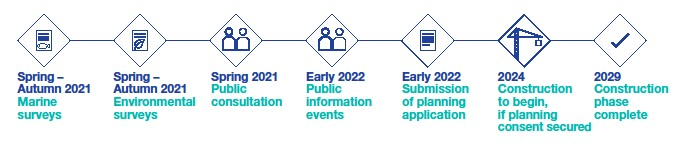 Spring –
Autumn 2021
Marine
surveys
Spring –
Autumn 2021
Environmental
surveys
Spring 2021
Public
consultation
Early 2022
Public
information
events
Early 2022
Submission
of planning
application
2024
Construction
to begin,
if planning
consent secured
2029
Construction
phase
complete